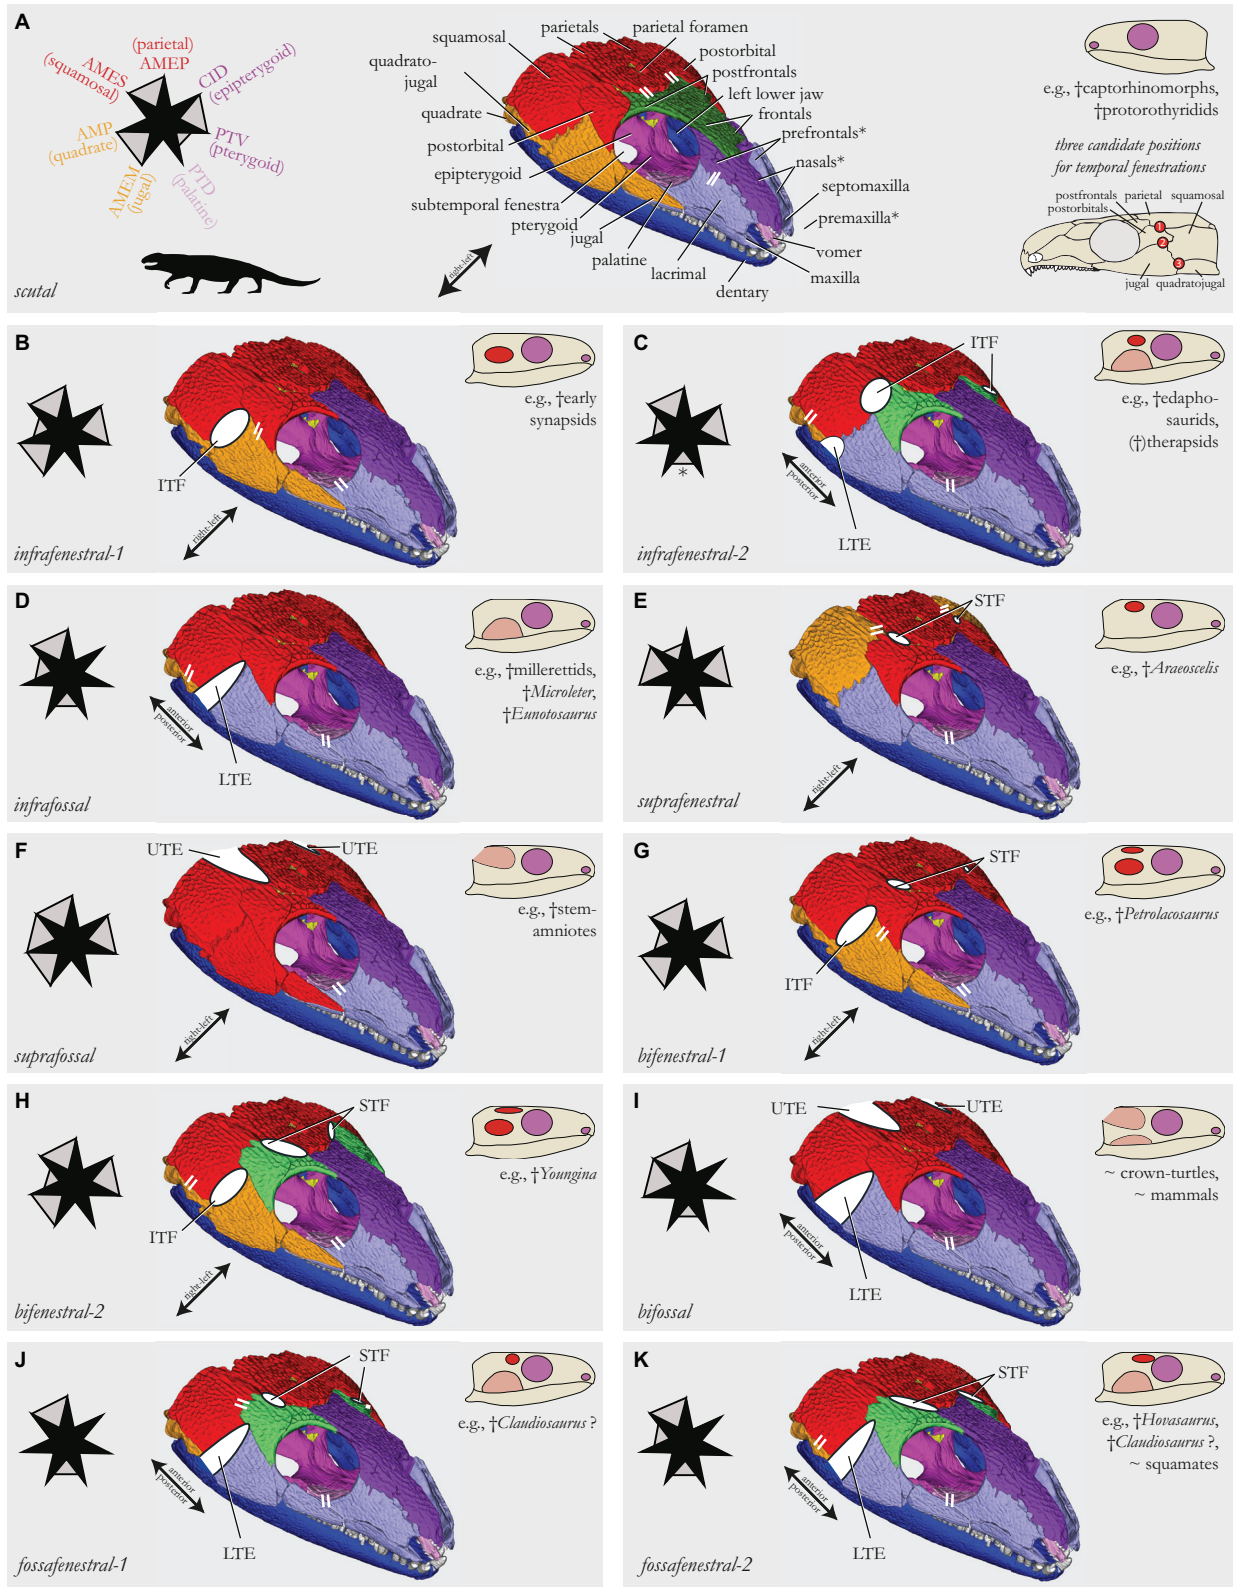 A
(parietal)
AMEP
AMES
(squamosal)
CID
(epipterygoid)
AMP
(quadrate)
PTV
(pterygoid)
AMEM
(jugal)
PTD
(palatine)
scutal
parietals
parietal foramen
squamosal
postorbital
quadrato-
jugal
postfrontals
left lower jaw
quadrate
frontals
prefrontals*
postorbital
nasals*
epipterygoid
septomaxilla
subtemporal fenestra
premaxilla*
pterygoid
jugal
vomer
palatine
lacrimal
maxilla
dentary
right-left
e.g., †captorhinomorphs,
†protorothyridids
three candidate positions
for temporal fenestrations
postfrontals
parietal
squamosal
postorbitals
1
2
3
jugal
quadratojugal
B
ITF
right-left
infrafenestral-1
e.g., †early
synapsids
C
ITF
*
anterior
posterior
LTE
infrafenestral-2
e.g., †edapho-
saurids,
(†)therapsids
D
anterior
posterior
LTE
infrafossal
e.g., †millerettids,
†Microleter,
†Eunotosaurus
E
STF
right-left
suprafenestral
e.g., †Araeoscelis
F
UTE
UTE
right-left
suprafossal
e.g., †stem-
amniotes
G
STF
ITF
right-left
bifenestral-1
e.g., †Petrolacosaurus
H
STF
ITF
right-left
bifenestral-2
e.g., †Youngina
I
UTE
UTE
anterior
posterior
LTE
bifossal
~ crown-turtles,
~ mammals
J
STF
anterior
posterior
LTE
fossafenestral-1
e.g., †Claudiosaurus ?
K
STF
anterior
posterior
LTE
fossafenestral-2
e.g., †Hovasaurus,
†Claudiosaurus ?,
~ squamates